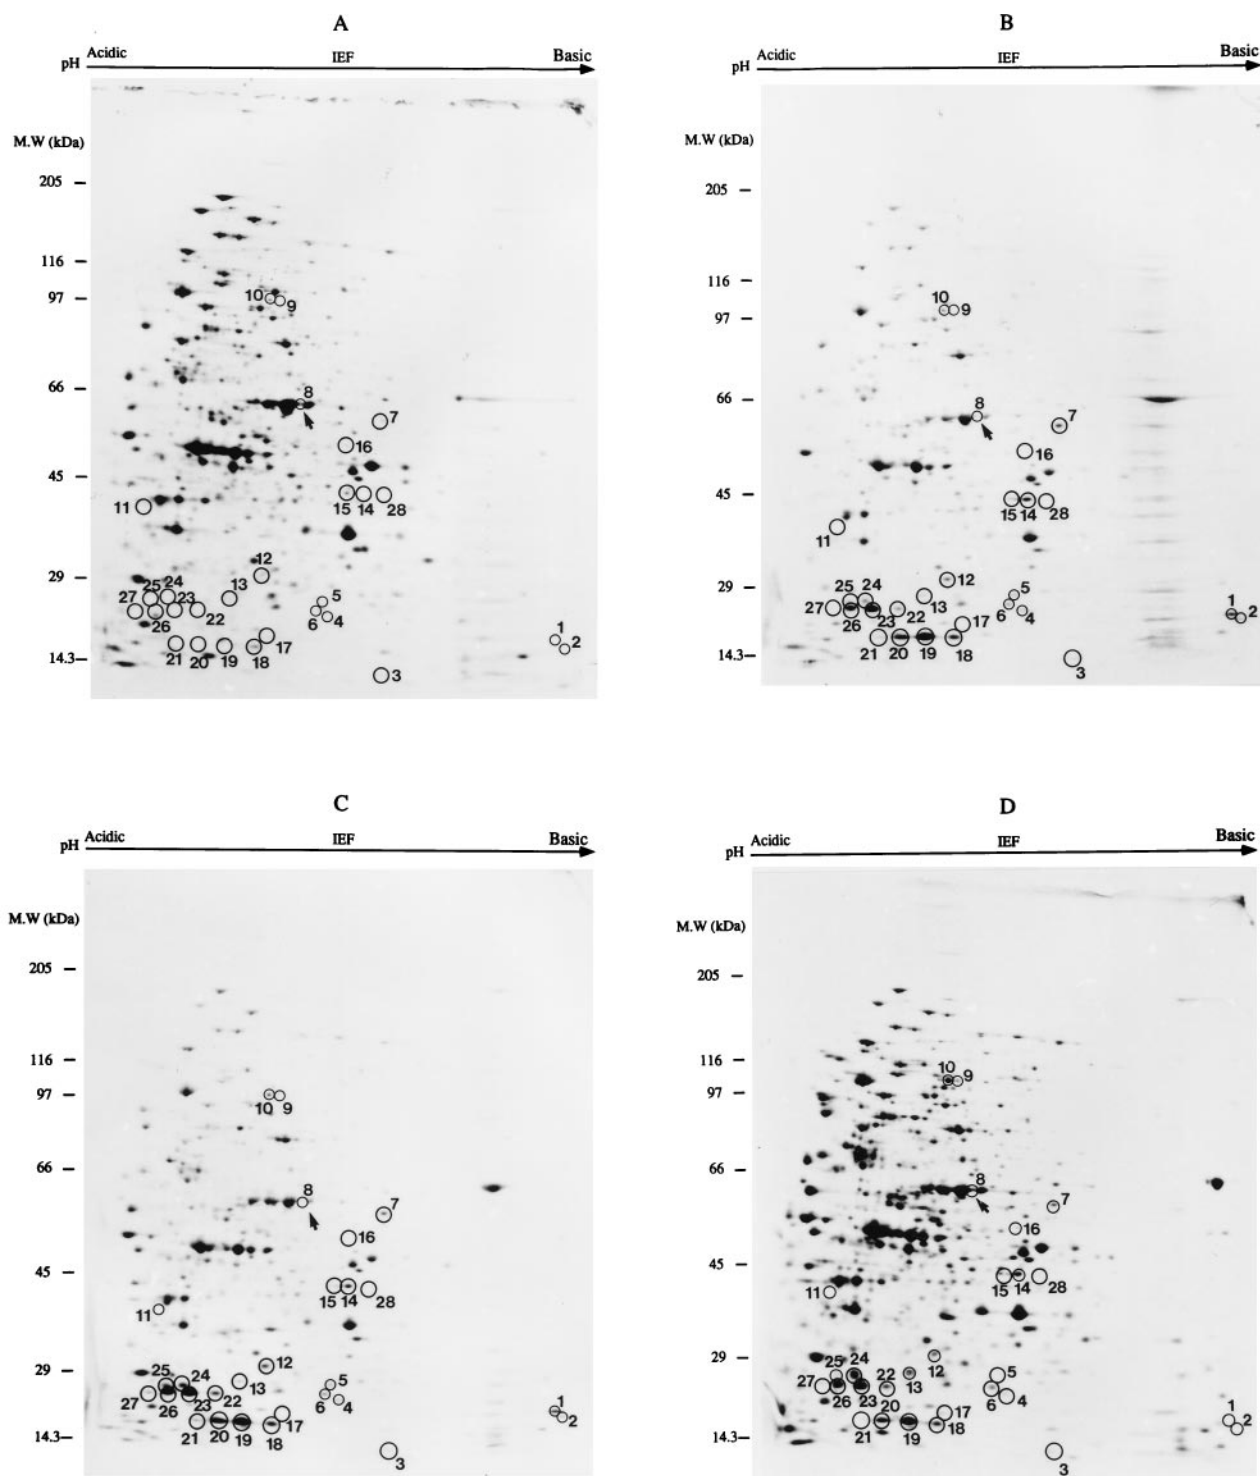 A
Acidic IEF Basic
pH
M.W (kDa)
205
116
10 9
97
8
66
7
16
45
11 15 14 28
12
29
25 24 13 5
27 26 23 22 6 4
17 1 2
21 20 19 18
14.3
3
B
Acidic IEF Basic
pH
M.W (kDa)
205
116
10 9
97
66
8 7
16
45
15 14 28
11
29 12
25 24 13 5
27 26 23 22 6 4
1 2
17
21 20 19 18
14.3
3
C
Acidic IEF Basic
pH
M.W (kDa)
205
116
97
10 9
66
8 7
16
45
15 14 28
11
29 12
25 24 13 5
27 26 23 22 6 4
17 1 2
21 20 19 18
14.3
3
D
Acidic IEF Basic
pH
M.W (kDa)
205
116
10 9
97
66
8 7
16
45
15 14 28
11
29 12
25 24 13 5
27 26 23 22 6 4
20 17 1 2
21 19 18
14.3
3